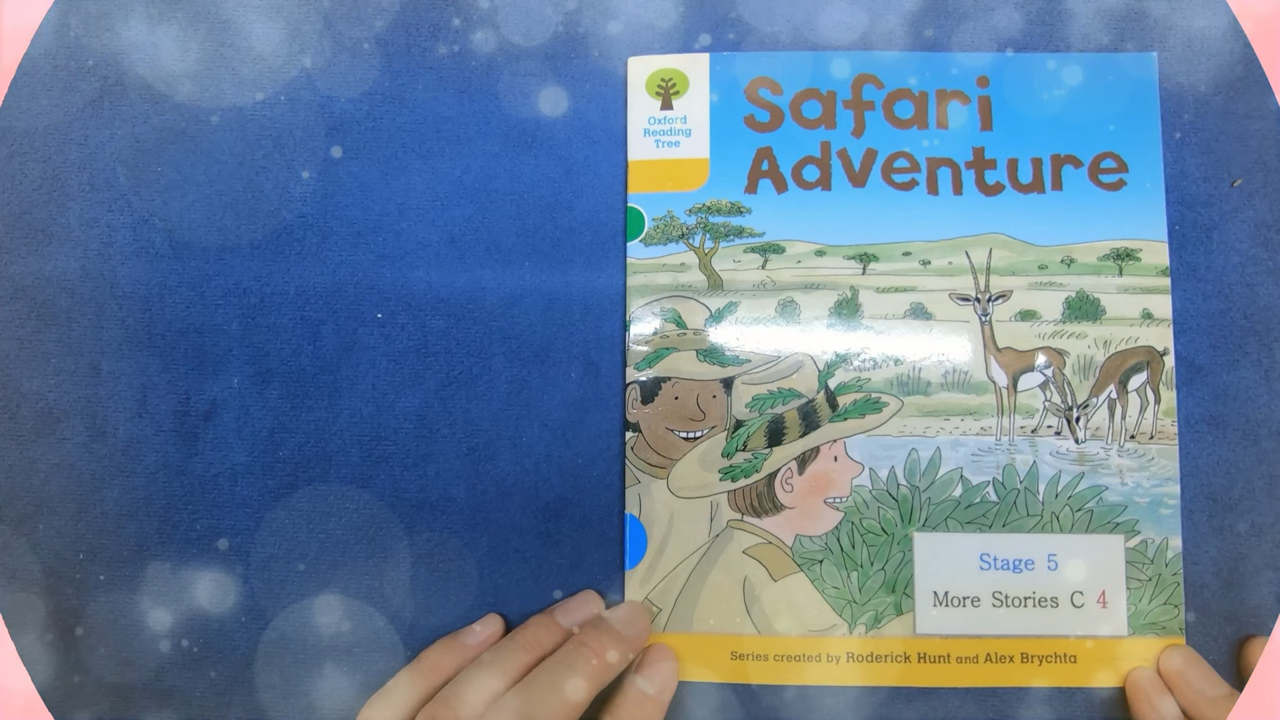 Oxford
Reading
Tree
Safari
Adventure
Stage 5
More Stories C 4
Series created by Roderick Hunt and Alex Brychta